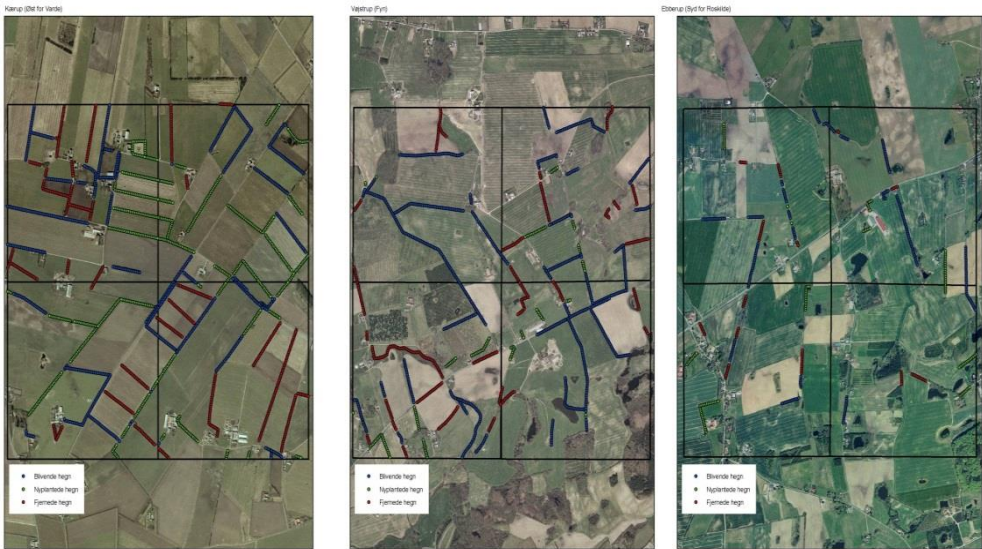 Kærup (Øst for Varde)
Blivende hegn
Nyplantede hegn
Fjernede hegn
Vejstrup (Fyn)
Blivende hegn
Nyplantede hegn
Fjernede hegn
Ebberup (Syd for Roskilde)
Blivende hegn
Nyplantede hegn
Fjernede hegn